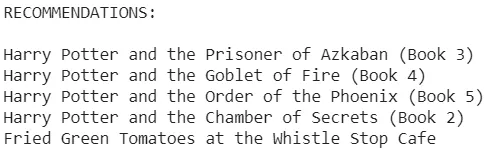 RECOMMENDATIONS:
Harry Potter and the Prisoner of Azkaban (Book 3)
Harry Potter and the Goblet of Fire (Book 4)
Harry Potter and the Order of the Phoenix (Book 5)
Harry Potter and the Chamber of Secrets (Book 2)
Fried Green Tomatoes at the Whistle Stop Cafe